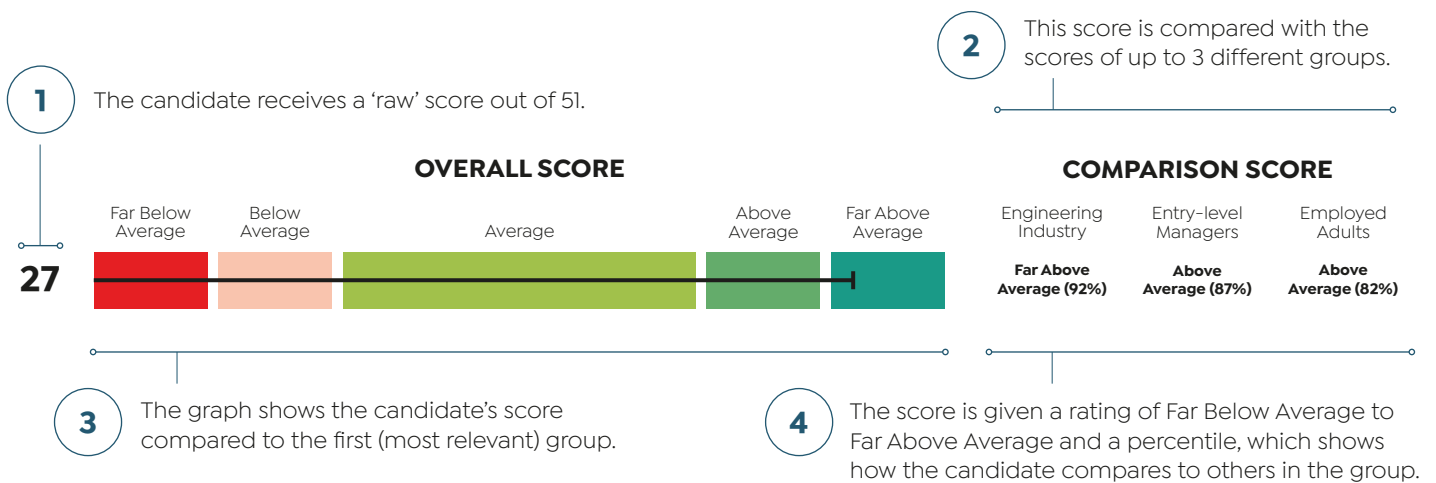 1
The candidate receives a ‘raw’ score out of 51.
2
This score is compared with the
scores of up to 3 different groups.
OVERALL SCORE
Far Below
Average
Below
Average
Average
Above
Average
Far Above
Average
27
COMPARISON SCORE
Engineering
Industry
Entry-level
Managers
Employed
Adults
Far Above
Average (92%)
Above
Average (87%)
Above
Average (82%)
3
The graph shows the candidate’s score
compared to the first (most relevant) group.
4
The score is given a rating of Far Below Average to
Far Above Average and a percentile, which shows
how the candidate compares to others in the group.